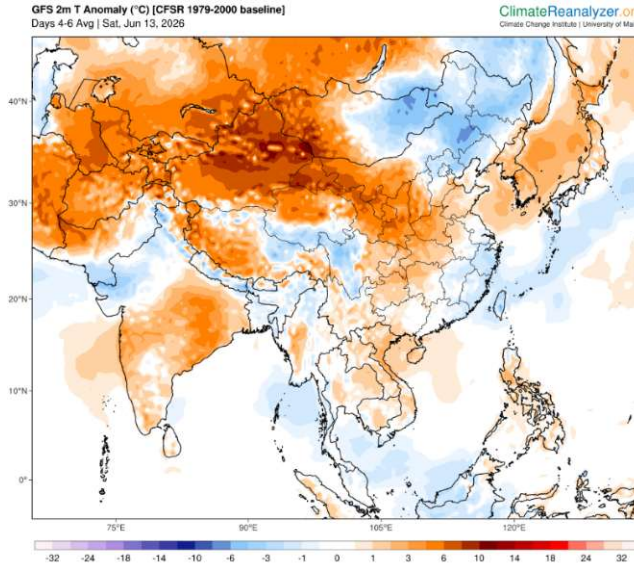 GFS 2m T Anomaly (°C) [CFSR 1979-2000 baseline]
Days 4-6 Avg | Sat, Jun 13, 2026
ClimateReanalyzer.or
Climate Change Institute | University of Ma
40°N
30°N
20°N
10°N
0°
75°E 90°E 105°E 120°E
-32 -24 -18 -14 -10 -6 -3 -1 0 1 3 6 10 14 18 24 32